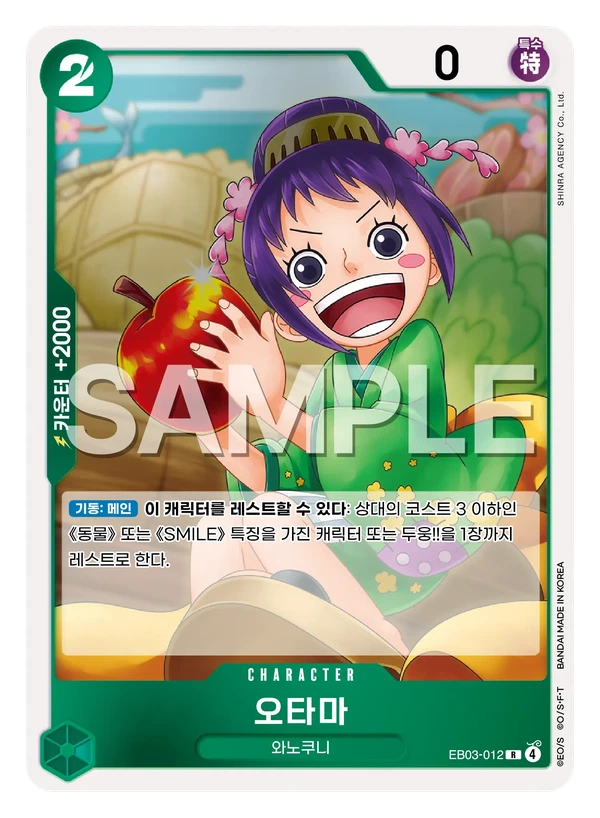 2
0
특수
特
SHINRA AGENCY Co., Ltd.
카운터 +2000
SAMPLE
기동: 메인 이 캐릭터를 레스트할 수 있다: 상대의 코스트 3 이하인
《동물》 또는 《SMILE》 특징을 가진 캐릭터 또는 두웅!!을 1장까지
레스트로 한다.
CHARACTER
오타마
와노쿠니
EB03-012 R 4
©EO/S ©O/S·F·T BANDAI MADE IN KOREA